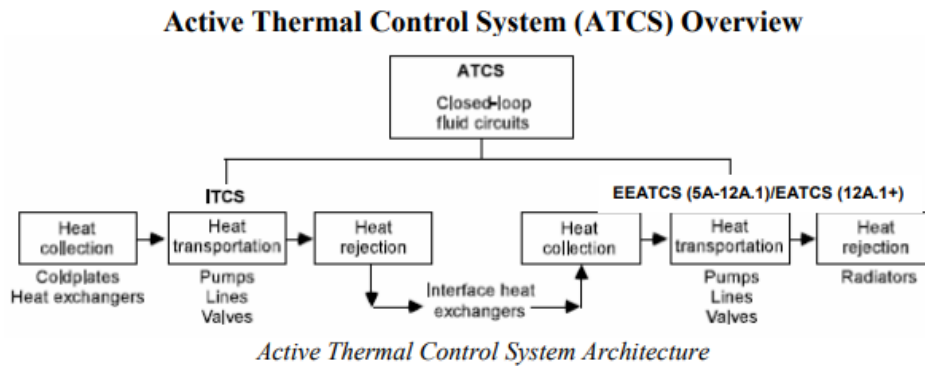 Active Thermal Control System (ATCS) Overview
ATCS
Closed-loop
fluid circuits
ITCS
EEATCS (5A-12A.1)/EATCS (12A.1+)
Heat
collection
Heat
transportation
Heat
rejection
Heat
collection
Heat
transportation
Heat
rejection
Coldplates
Heat exchangers
Pumps
Lines
Valves
Interface heat
exchangers
Pumps
Lines
Valves
Radiators
Active Thermal Control System Architecture